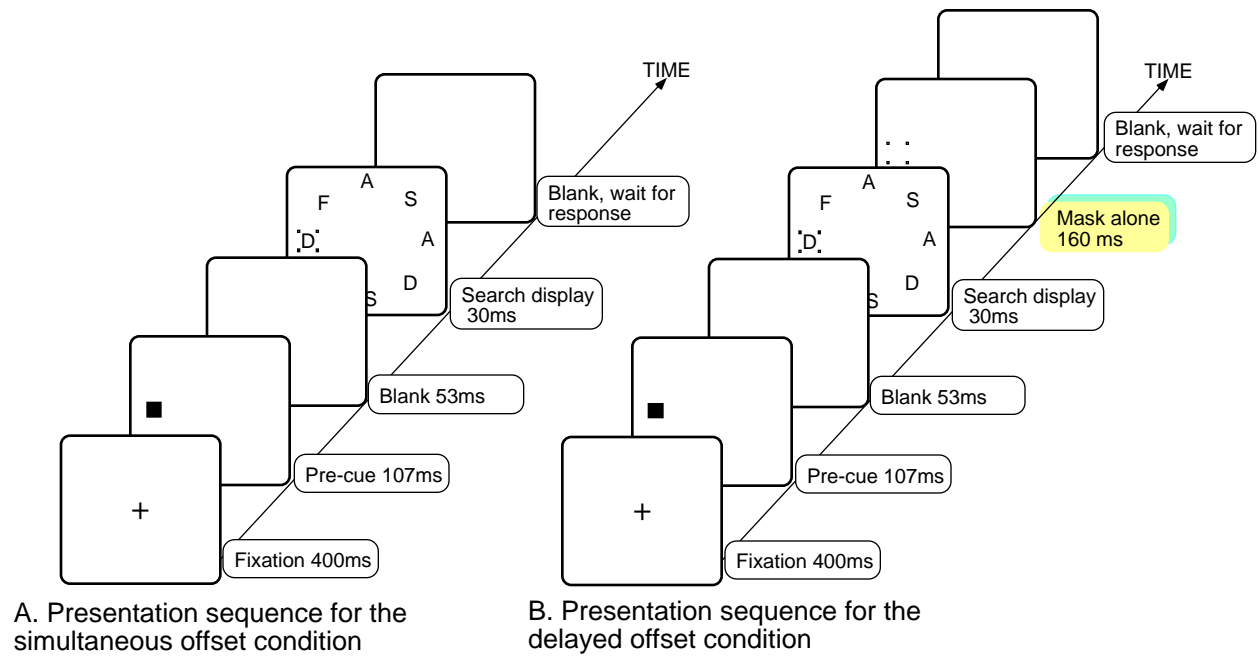 TIME
A
F
S
D
A
D
S
Blank, wait for
response
Search display
30ms
Blank 53ms
Pre-cue 107ms
Fixation 400ms
A. Presentation sequence for the
simultaneous offset condition
TIME
Blank, wait for
response
Mask alone
160 ms
A
F
S
D
A
D
S
Search display
30ms
Blank 53ms
Pre-cue 107ms
Fixation 400ms
B. Presentation sequence for the
delayed offset condition